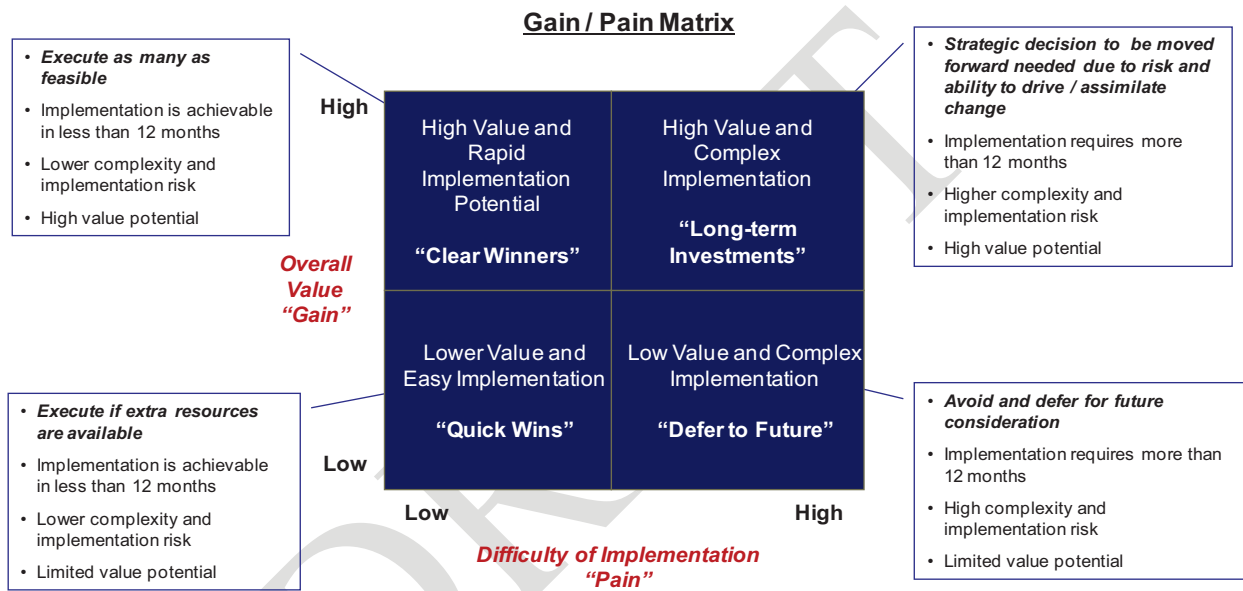 Gain / Pain Matrix
• Execute as many as
feasible
• Implementation is achievable
in less than 12 months
• Lower complexity and
implementation risk
• High value potential
• Strategic decision to be moved
forward needed due to risk and
ability to drive / assimilate
change
• Implementation requires more
than 12 months
• Higher complexity and
implementation risk
• High value potential
High
High Value and
Rapid
Implementation
Potential
“Clear Winners”
High Value and
Complex
Implementation
“Long-term
Investments”
Overall
Value
“Gain”
Lower Value and
Easy Implementation
“Quick Wins”
Low Value and Complex
Implementation
“Defer to Future”
Low
Low
High
Difficulty of Implementation
“Pain”
• Execute if extra resources
are available
• Implementation is achievable
in less than 12 months
• Lower complexity and
implementation risk
• Limited value potential
• Avoid and defer for future
consideration
• Implementation requires more than
12 months
• High complexity and
implementation risk
• Limited value potential